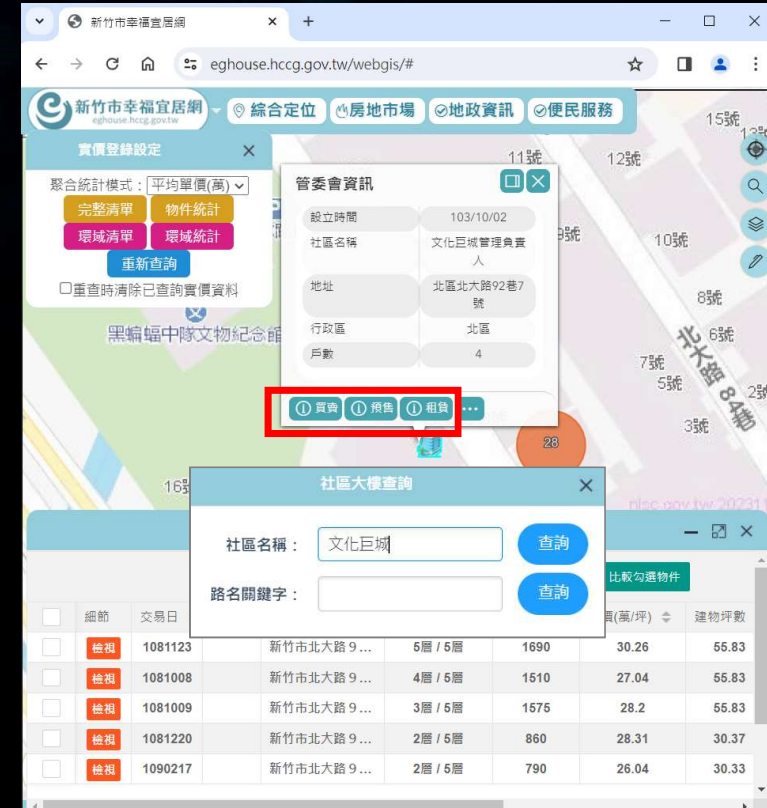 新竹市幸福宜居網
eghouse.hccg.gov.tw/webgis/#
新竹市幸福宜居網
eghouse.hccg.gov.tw
綜合定位
房地市場
地政資訊
便民服務
實價登錄設定
聚合統計模式：平均單價(萬)
完整清單
物件統計
環域清單
環域統計
重新查詢
重查時清除已查詢實價資料
黑蝙蝠中隊文物紀念館
管委會資訊
設立時間 103/10/02
社區名稱 文化巨城管理負責人
地址 北區北大路92巷7號
行政區 北區
戶數 4
買賣
預售
租賃
...
28
15號
11號
12號
10號
8號
6號
7號
5號
3號
北大路84巷
社區大樓查詢
社區名稱： 文化巨城 查詢
路名關鍵字： 查詢
比較勾選物件
細節 交易日 (萬/坪) 建物坪數
檢視 1081123 新竹市北大路9... 5層 / 5層 1690 30.26 55.83
檢視 1081008 新竹市北大路9... 4層 / 5層 1510 27.04 55.83
檢視 1081009 新竹市北大路9... 3層 / 5層 1575 28.2 55.83
檢視 1081220 新竹市北大路9... 2層 / 5層 860 28.31 30.37
檢視 1090217 新竹市北大路9... 2層 / 5層 790 26.04 30.33